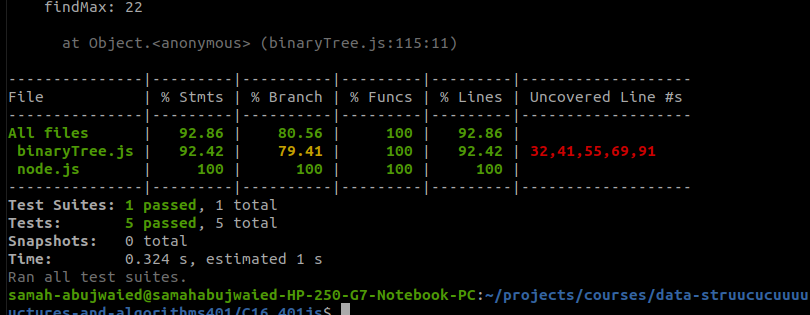 findMax: 22
at Object.<anonymous> (binaryTree.js:115:11)
---------------|---------|----------|---------|---------|-------------------
File           | % Stmts | % Branch | % Funcs | % Lines | Uncovered Line #s
---------------|---------|----------|---------|---------|-------------------
All files      |   92.86 |    80.56 |     100 |   92.86 |
 binaryTree.js |   92.42 |    79.41 |     100 |   92.42 | 32,41,55,69,91
 node.js       |     100 |      100 |     100 |     100 |
---------------|---------|----------|---------|---------|-------------------
Test Suites: 1 passed, 1 total
Tests:       5 passed, 5 total
Snapshots:   0 total
Time:        0.324 s, estimated 1 s
Ran all test suites.
samah-abujwaied@samahabujwaied-HP-250-G7-Notebook-PC:~/projects/courses/data-struucucuuuu
uctures-and-algorithms401/C16_401js$